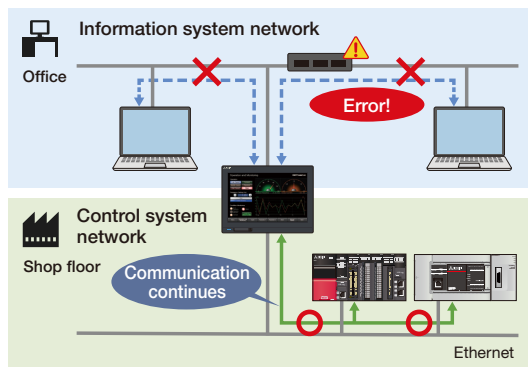 Information system network
Office
Error!
Control system
network
Shop floor
Communication
continues
Ethernet